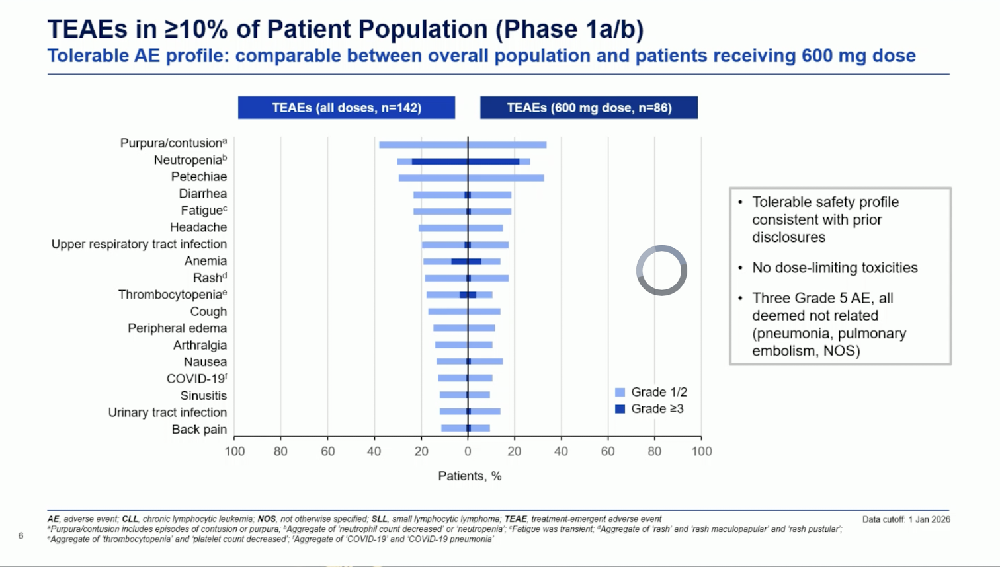 TEAEs in ≥10% of Patient Population (Phase 1a/b)
Tolerable AE profile: comparable between overall population and patients receiving 600 mg dose
TEAEs (all doses, n=142)
TEAEs (600 mg dose, n=86)
Purpura/contusionᵃ
Neutropeniaᵇ
Petechiae
Diarrhea
Fatigueᶜ
Headache
Upper respiratory tract infection
Anemia
Rashᵈ
Thrombocytopeniaᵉ
Cough
Peripheral edema
Arthralgia
Nausea
COVID-19ᶠ
Sinusitis
Urinary tract infection
Back pain
100 80 60 40 20 0 20 40 60 80 100
Patients, %
Grade 1/2
Grade ≥3
• Tolerable safety profile
consistent with prior
disclosures
• No dose-limiting toxicities
• Three Grade 5 AE, all
deemed not related
(pneumonia, pulmonary
embolism, NOS)
AE, adverse event; CLL, chronic lymphocytic leukemia; NOS, not otherwise specified; SLL, small lymphocytic lymphoma; TEAE, treatment-emergent adverse event
Data cutoff: 1 Jan 2026
ᵃPurpura/contusion includes episodes of contusion or purpura; ᵇAggregate of ‘neutrophil count decreased’ or ‘neutropenia’; ᶜFatigue was transient; ᵈAggregate of ‘rash’ and ‘rash maculopapular’ and ‘rash pustular’;
ᵉAggregate of ‘thrombocytopenia’ and ‘platelet count decreased’; ᶠAggregate of ‘COVID-19’ and ‘COVID-19 pneumonia’
6